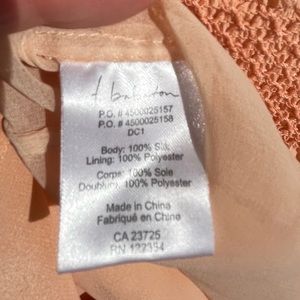 P.O. # 4500025157
P.O. # 4500025158
DC1
Body: 100% Silk
Lining: 100% Polyester
Corps: 100% Soie
Doublure: 100% Polyester
Made in China
Fabriqué en Chine
CA 23725
RN 122334